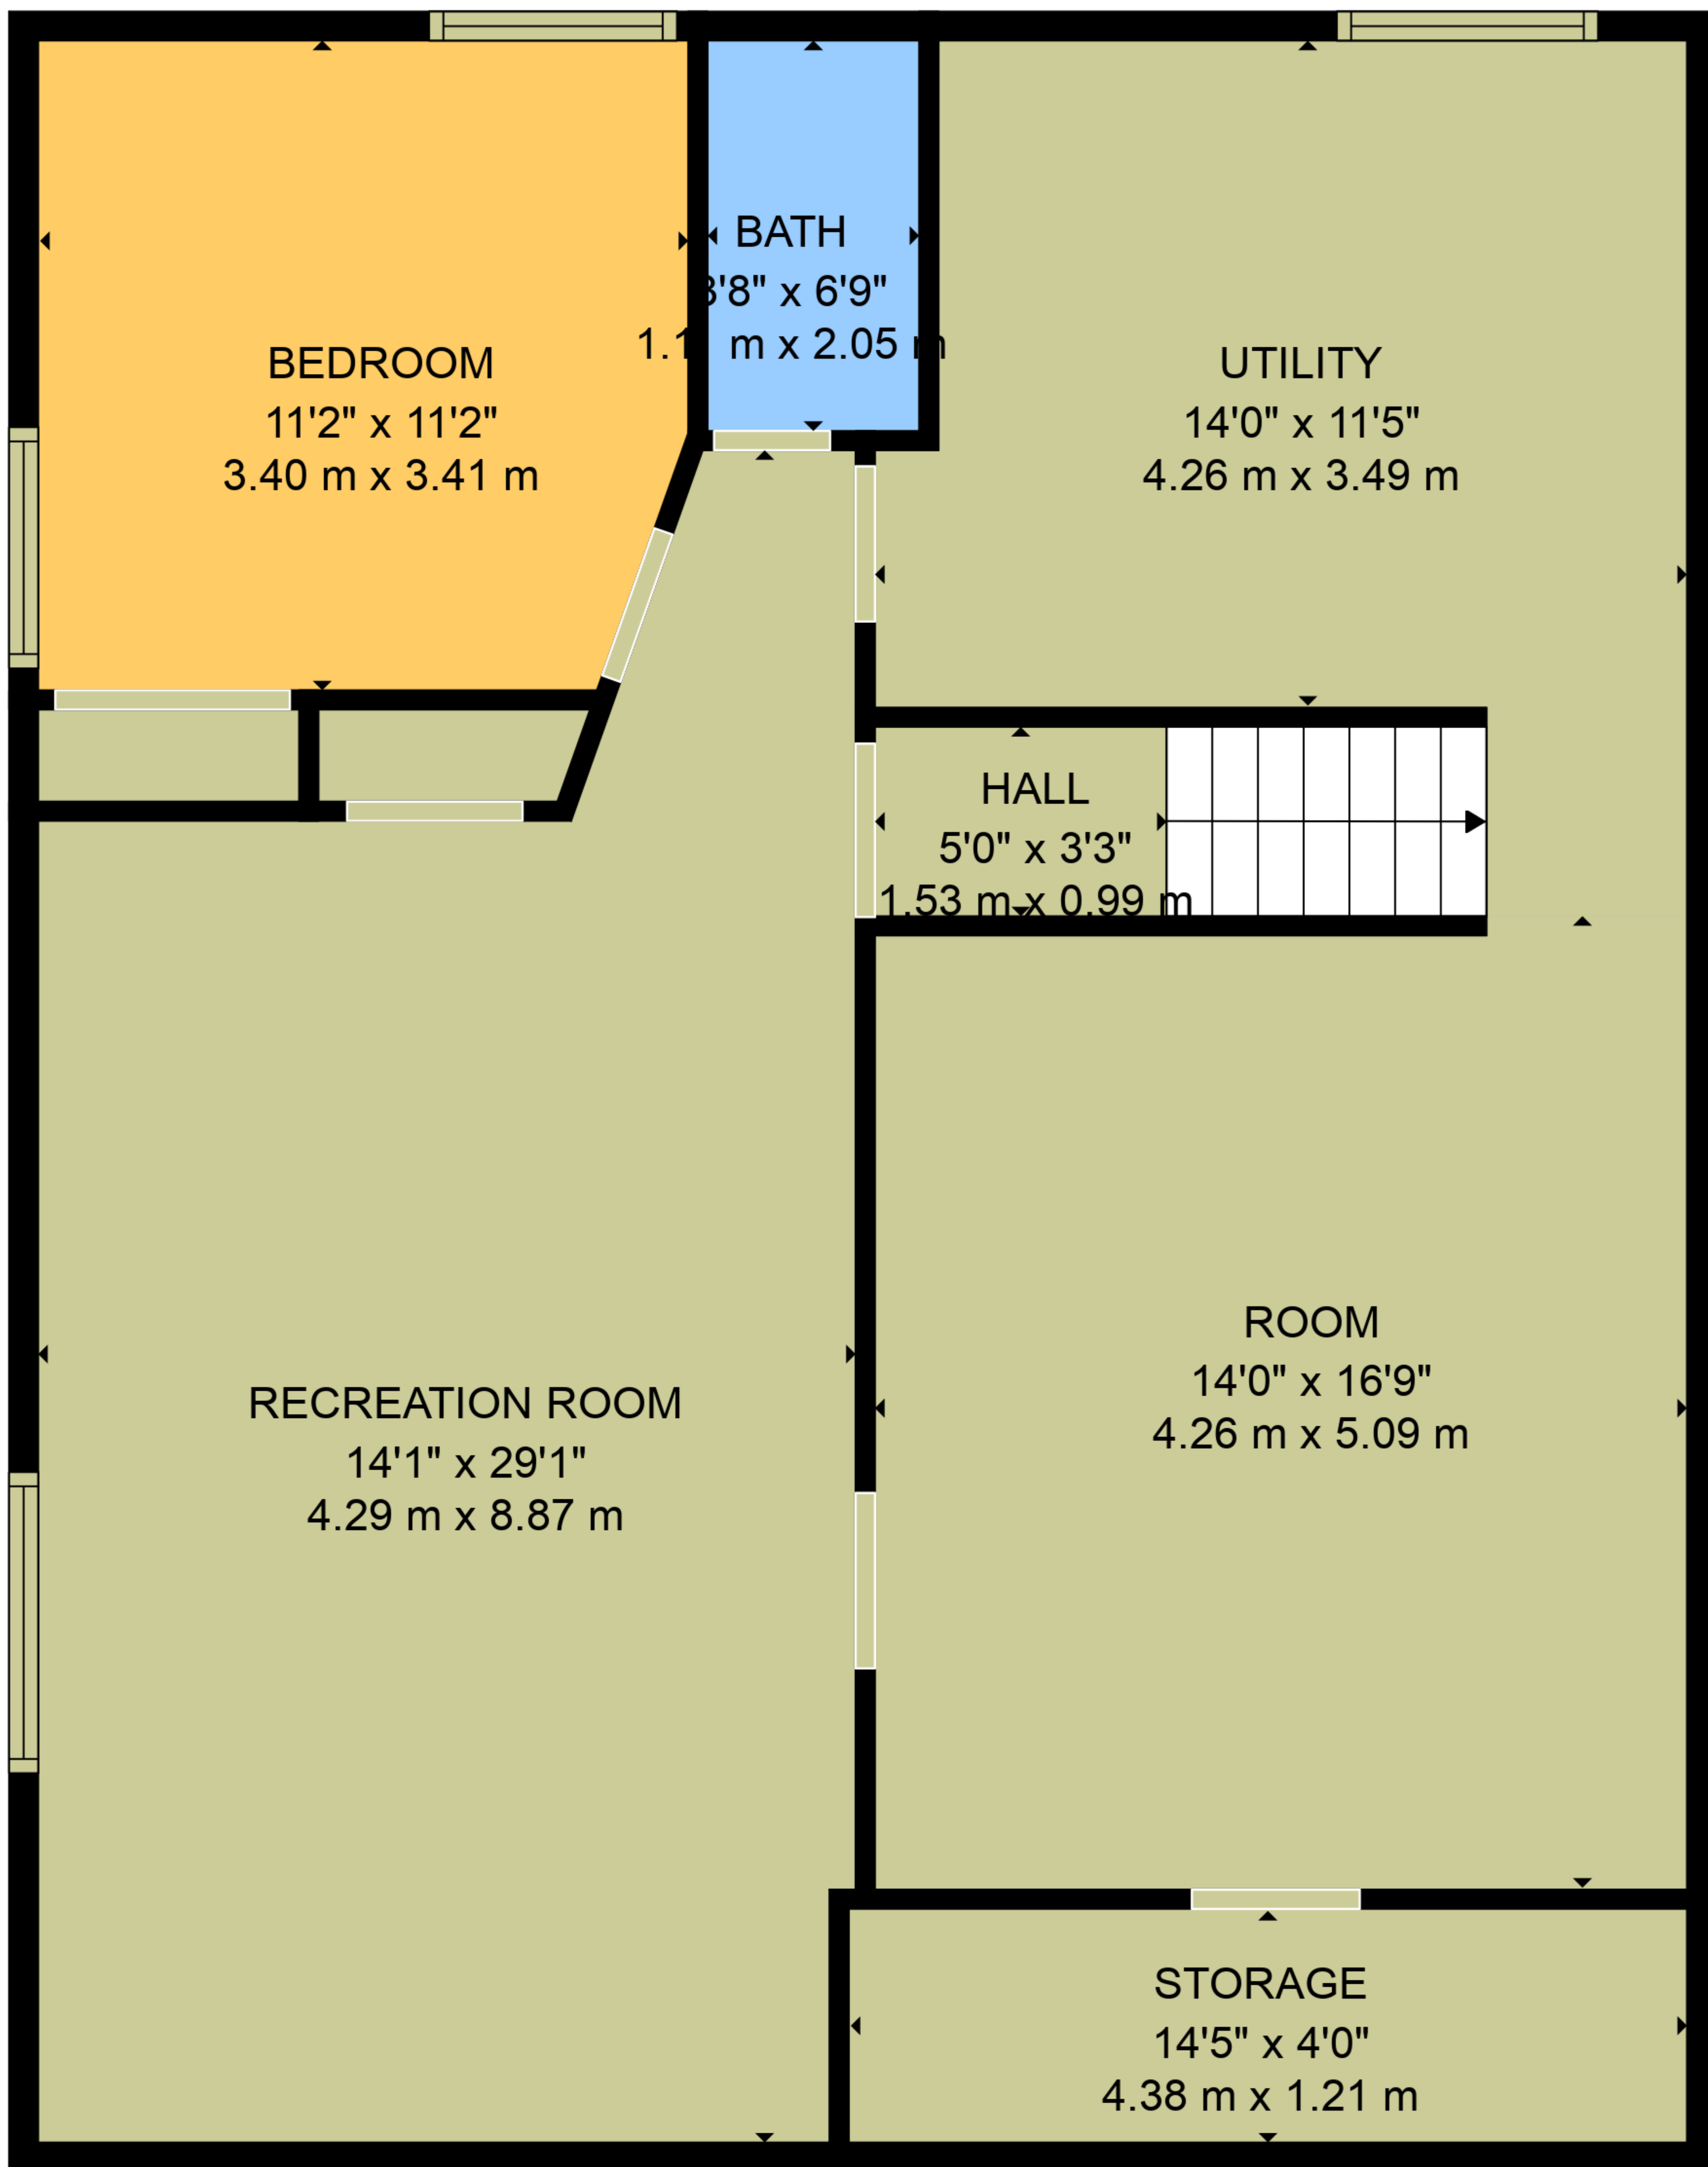 BATH
3'8" x 6'9"
m x 2.05 m
BEDROOM
11'2" x 11'2"
3.40 m x 3.41 m
UTILITY
14'0" x 11'5"
4.26 m x 3.49 m
HALL
5'0" x 3'3"
1.53 m x 0.99 m
ROOM
14'0" x 16'9"
4.26 m x 5.09 m
RECREATION ROOM
14'1" x 29'1"
4.29 m x 8.87 m
STORAGE
14'5" x 4'0"
4.38 m x 1.21 m